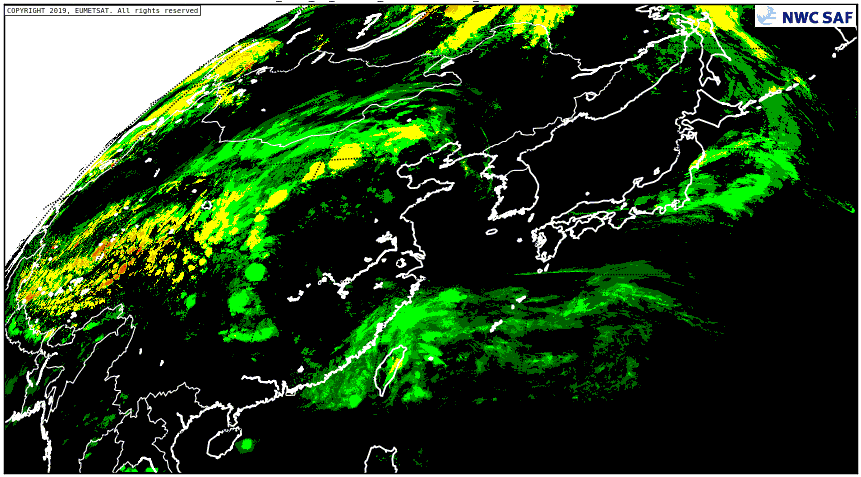 COPYRIGHT 2019, EUMETSAT. All rights reserved
NWC SAF